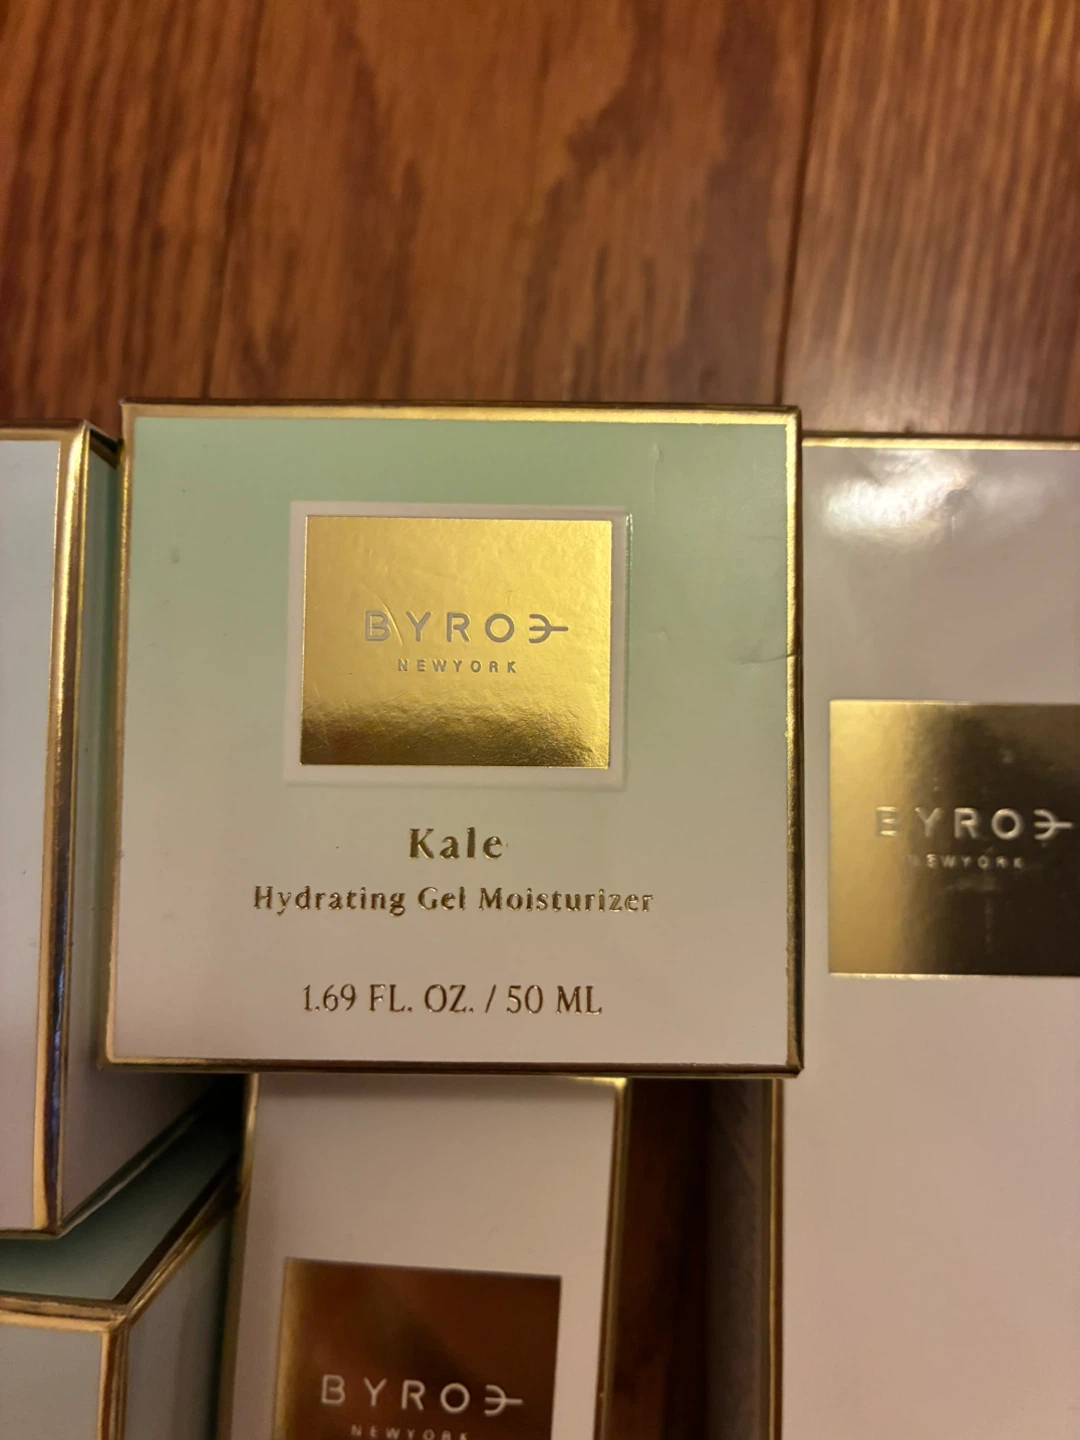 BYROE
NEWYORK
Kale
Hydrating Gel Moisturizer
1.69 FL. OZ. / 50 ML
BYROE
NEWYORK
BYROE
NEWYORK